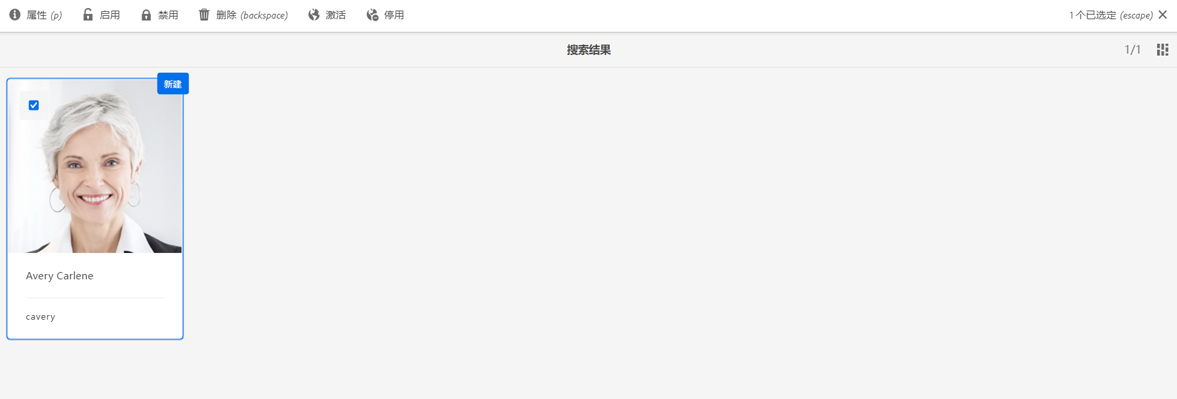 属性 (p) 启用 禁用 删除 (backspace) 激活 停用 1 个已选定 (escape)
搜索结果 1/1
新建
Avery Carlene
cavery